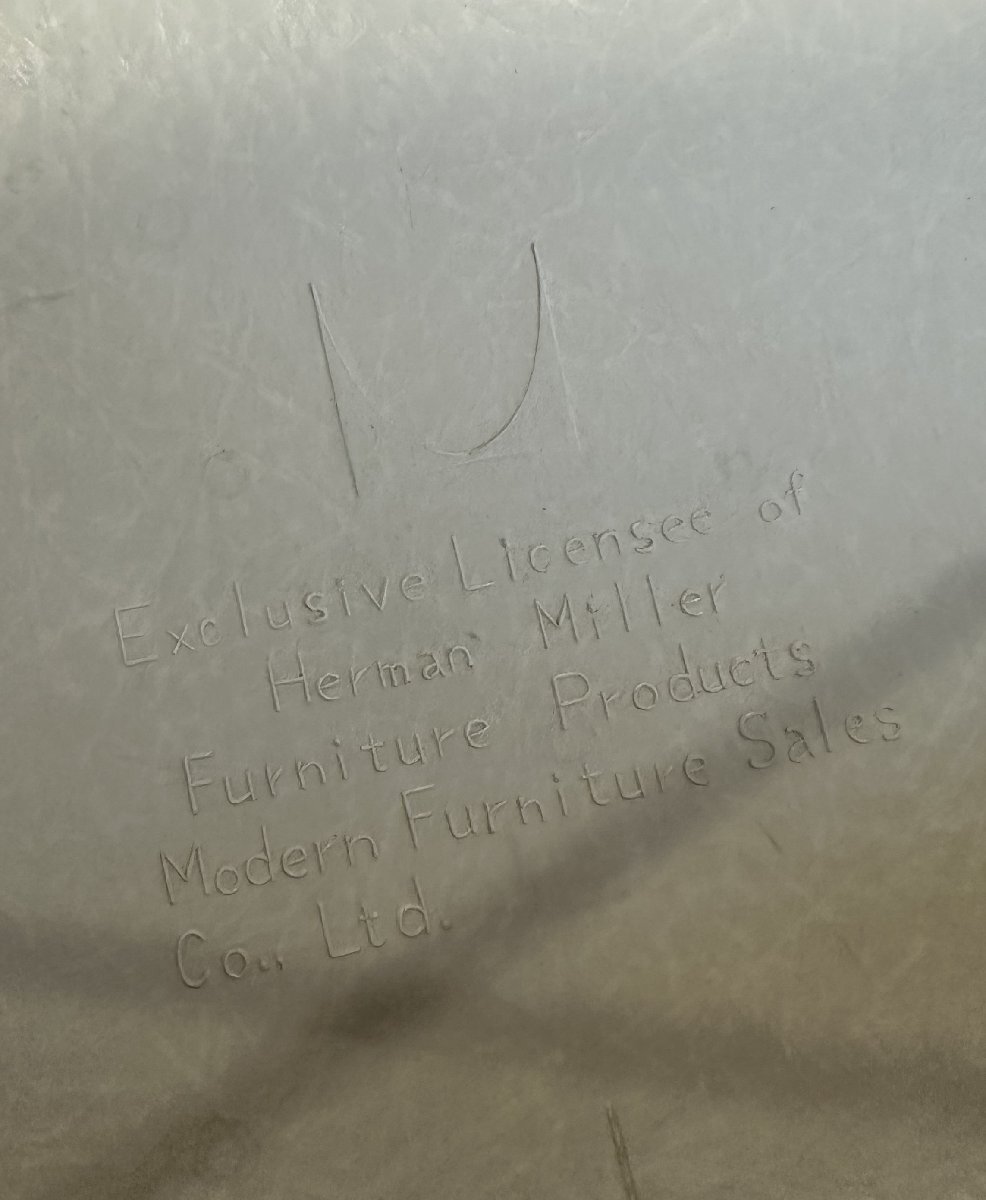 Exclusive Licensee of
Herman Miller
Furniture Products
Modern Furniture Sales
Co., Ltd.